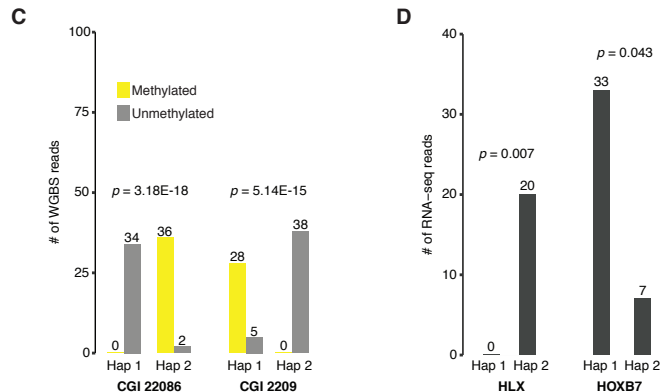 C
100
75
50
25
0
# of WGBS reads
Methylated
Unmethylated
p = 3.18E-18
p = 5.14E-15
0
34
36
2
28
5
0
38
Hap 1 Hap 2 Hap 1 Hap 2
CGI 22086 CGI 2209
D
40
30
20
10
0
# of RNA−seq reads
p = 0.043
p = 0.007
0
20
33
7
Hap 1 Hap 2 Hap 1 Hap 2
HLX HOXB7